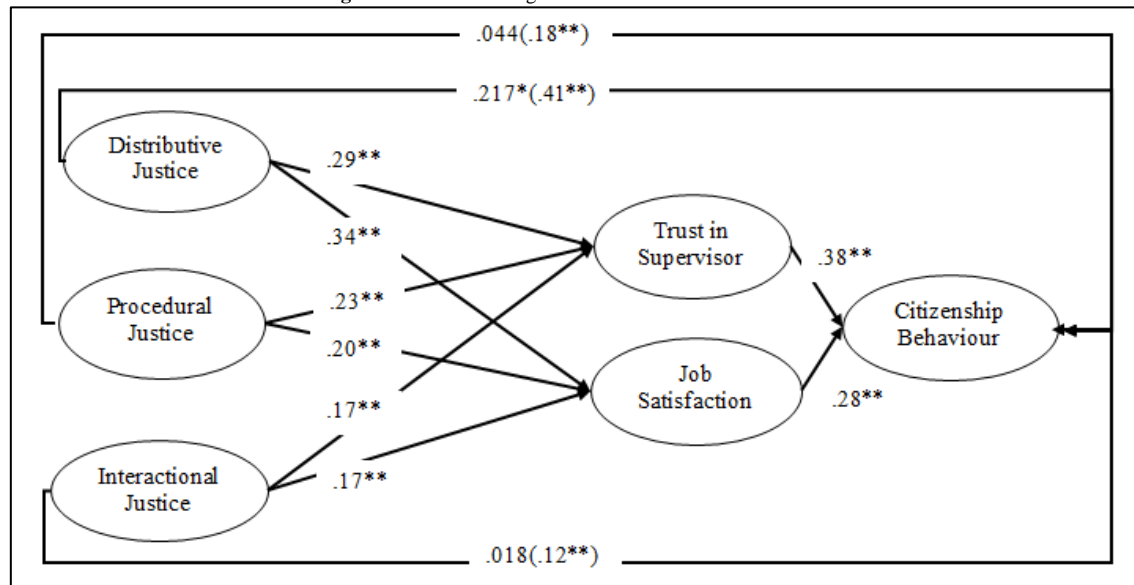 .044(.18**)
.217*(.41**)
Distributive
Justice
.29**
.34**
Trust in
Supervisor
.38**
Procedural
Justice
.23**
.20**
Citizenship
Behaviour
Job
Satisfaction
.28**
.17**
Interactional
Justice
.17**
.018(.12**)